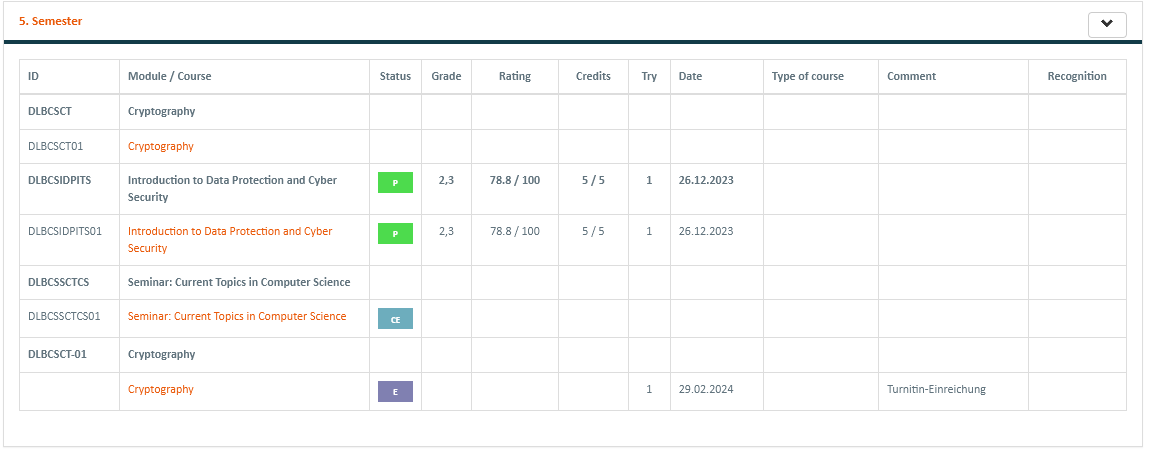 5. Semester
ID Module / Course Status Grade Rating Credits Try Date Type of course Comment Recognition
DLBCSCT Cryptography
DLBCSCT01 Cryptography
DLBCSIDPITS Introduction to Data Protection and Cyber P 2,3 78.8 / 100 5 / 5 1 26.12.2023
Security
DLBCSIDPITS01 Introduction to Data Protection and Cyber P 2,3 78.8 / 100 5 / 5 1 26.12.2023
Security
DLBCSSCTCS Seminar: Current Topics in Computer Science
DLBCSSCTCS01 Seminar: Current Topics in Computer Science CE
DLBCSCT-01 Cryptography
Cryptography E 1 29.02.2024 Turnitin-Einreichung